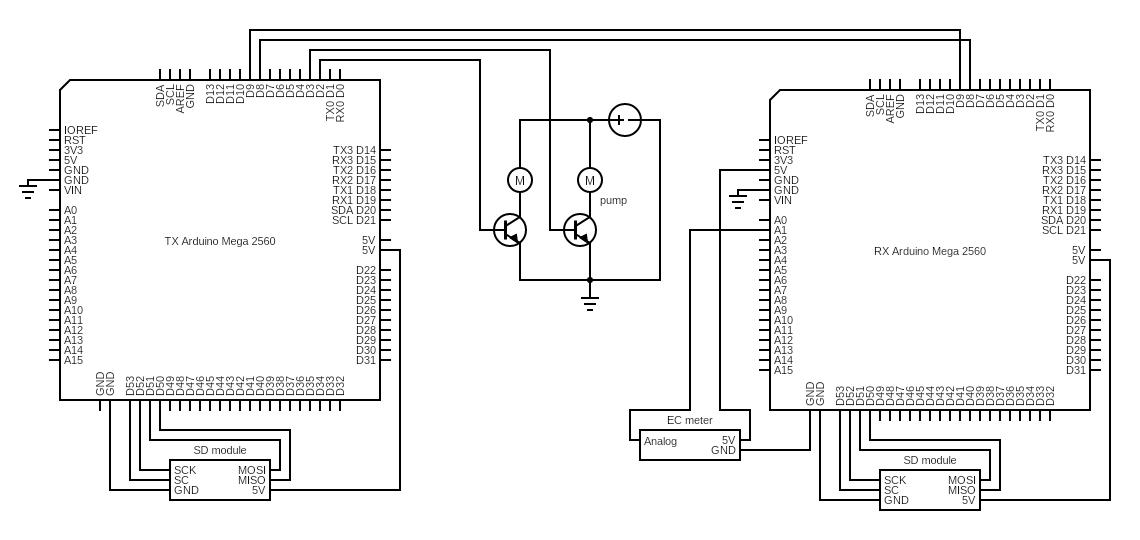 SDA SCL AREF GND D13 D12 D11 D10 D9 D8 D7 D6 D5 D4 D3 D2 TX0 D1 RX0 D0
IOREF
RST
3V3
5V
GND
GND
VIN
A0
A1
A2
A3
A4
A5
A6
A7
A8
A9
A10
A11
A12
A13
A14
A15
TX Arduino Mega 2560
TX3 D14
RX3 D15
TX2 D16
RX2 D17
TX1 D18
RX1 D19
SDA D20
SCL D21
5V
5V
D22
D23
D24
D25
D26
D27
D28
D29
D30
D31
GND GND D53 D52 D51 D50 D49 D48 D47 D46 D45 D44 D43 D42 D41 D40 D39 D38 D37 D36 D35 D34 D33 D32
SD module
SCK MOSI
SC MISO
GND 5V
+
M M
pump
SDA SCL AREF GND D13 D12 D11 D10 D9 D8 D7 D6 D5 D4 D3 D2 TX0 D1 RX0 D0
IOREF
RST
3V3
5V
GND
GND
VIN
A0
A1
A2
A3
A4
A5
A6
A7
A8
A9
A10
A11
A12
A13
A14
A15
RX Arduino Mega 2560
TX3 D14
RX3 D15
TX2 D16
RX2 D17
TX1 D18
RX1 D19
SDA D20
SCL D21
5V
5V
D22
D23
D24
D25
D26
D27
D28
D29
D30
D31
GND GND D53 D52 D51 D50 D49 D48 D47 D46 D45 D44 D43 D42 D41 D40 D39 D38 D37 D36 D35 D34 D33 D32
EC meter
Analog 5V
GND
SD module
SCK MOSI
SC MISO
GND 5V